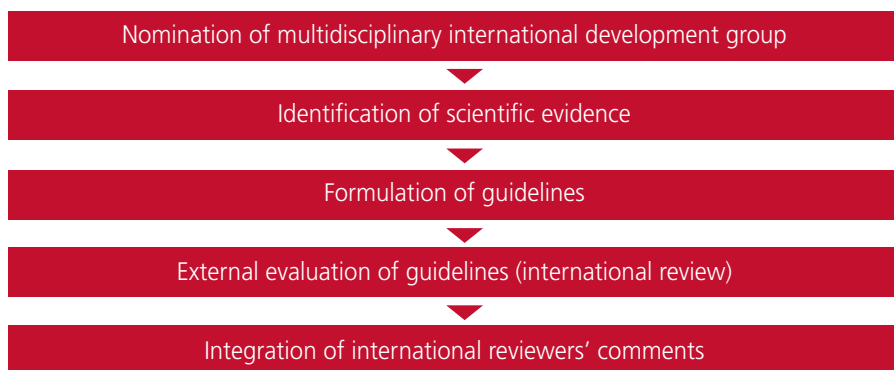 Nomination of multidisciplinary international development group
Identification of scientific evidence
Formulation of guidelines
External evaluation of guidelines (international review)
Integration of international reviewers’ comments